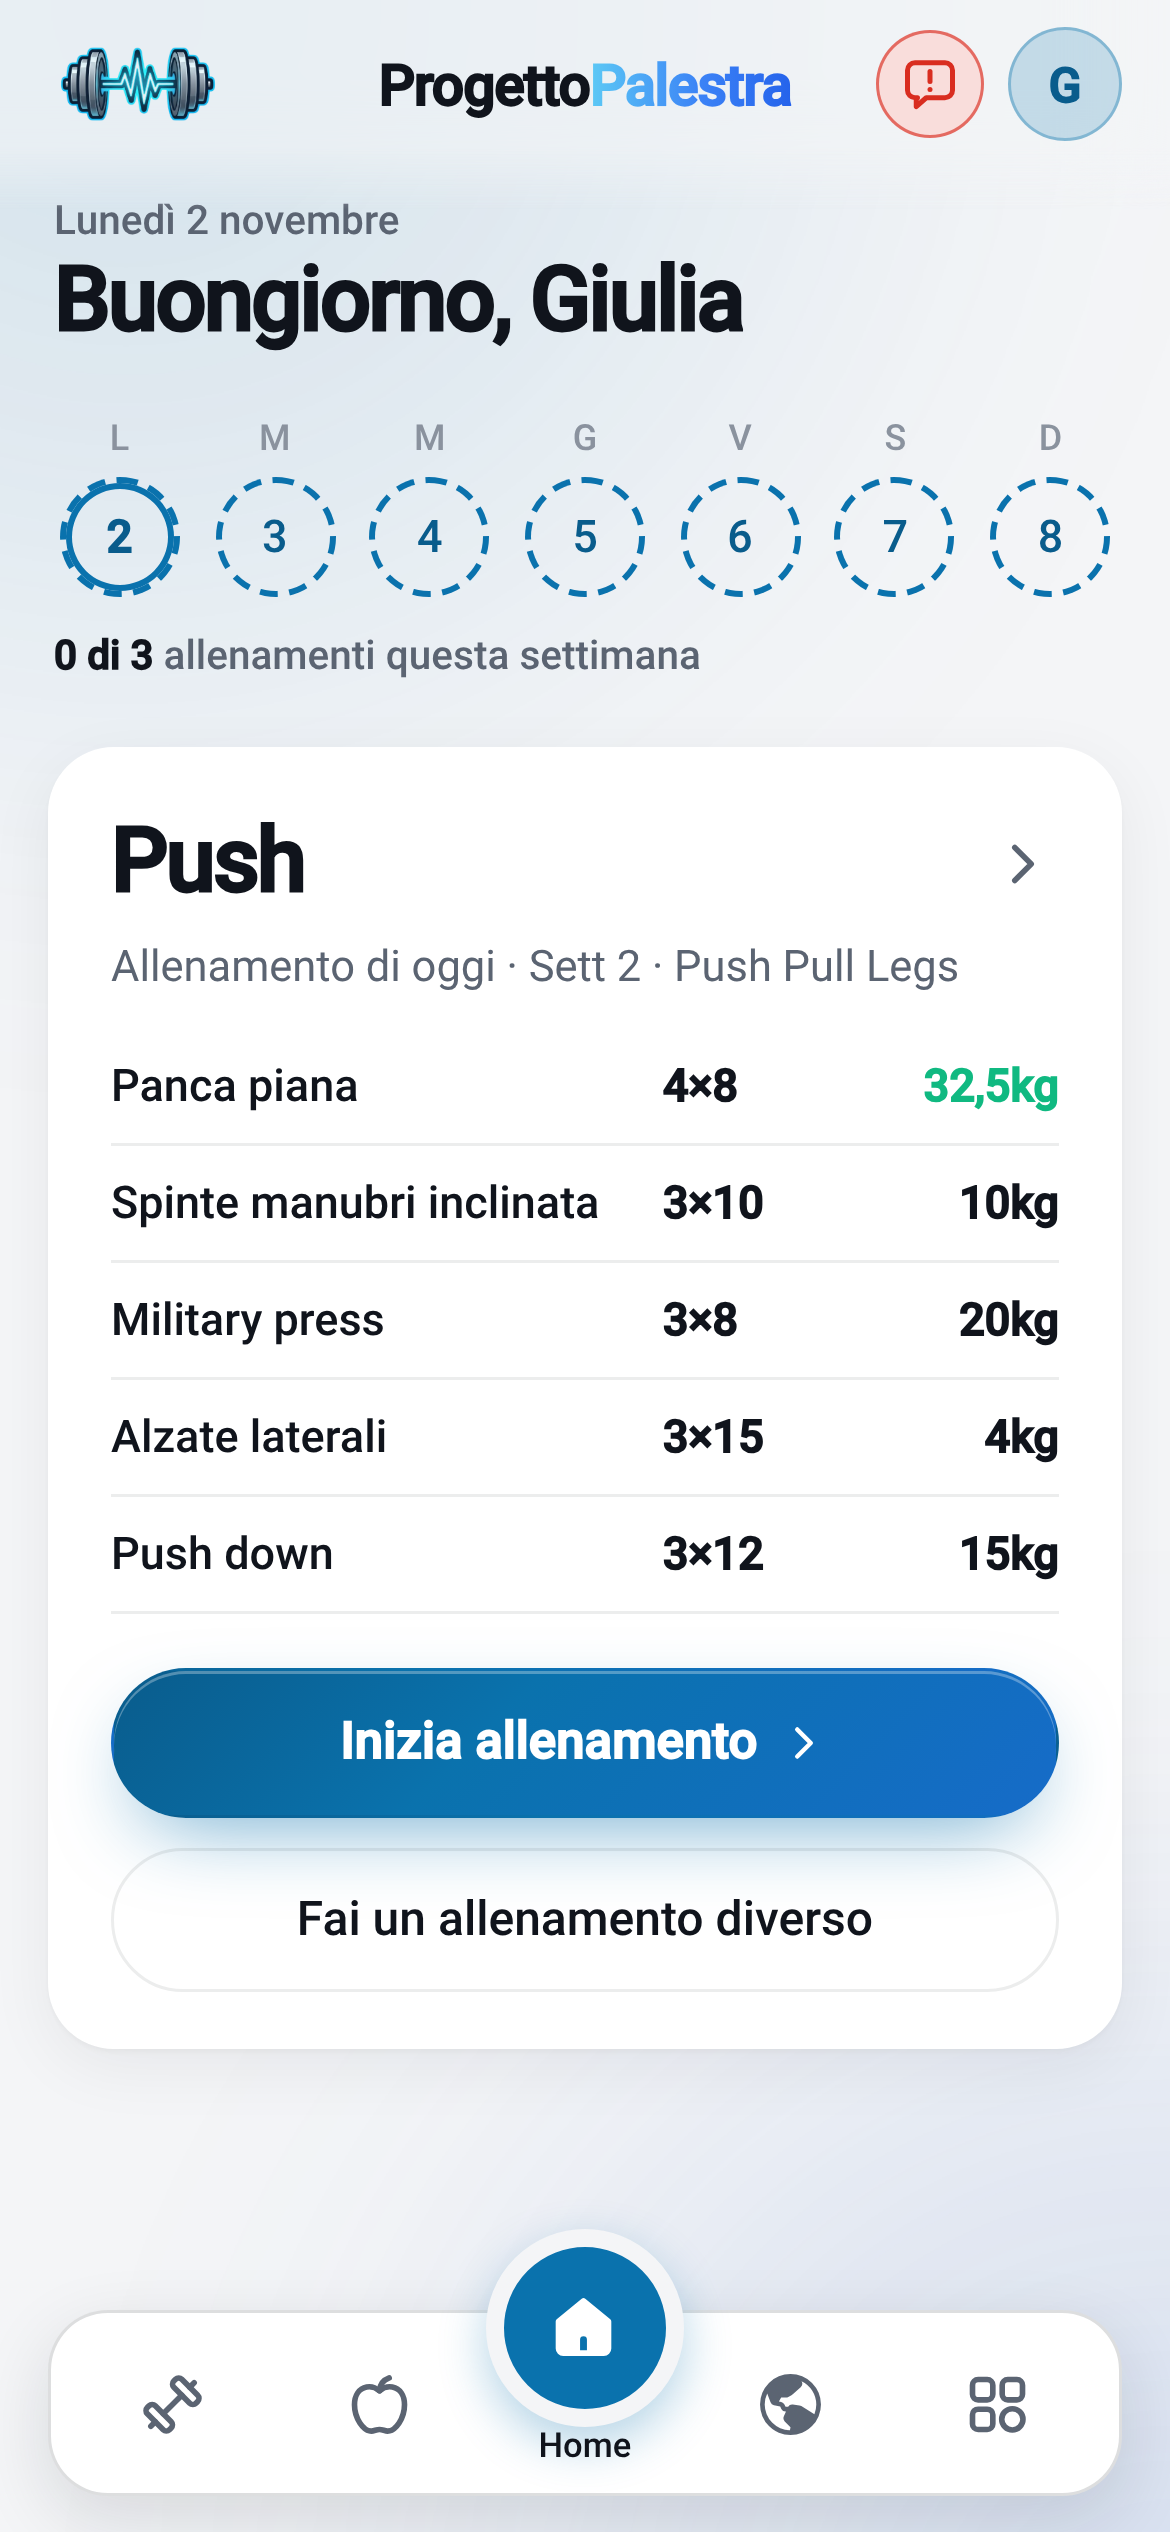 ProgettoPalestra
G
Lunedì 2 novembre
Buongiorno, Giulia
L M M G V S D
2 3 4 5 6 7 8
0 di 3 allenamenti questa settimana
Push
Allenamento di oggi · Sett 2 · Push Pull Legs
Panca piana 4×8 32,5kg
Spinte manubri inclinata 3×10 10kg
Military press 3×8 20kg
Alzate laterali 3×15 4kg
Push down 3×12 15kg
Inizia allenamento
Fai un allenamento diverso
Home